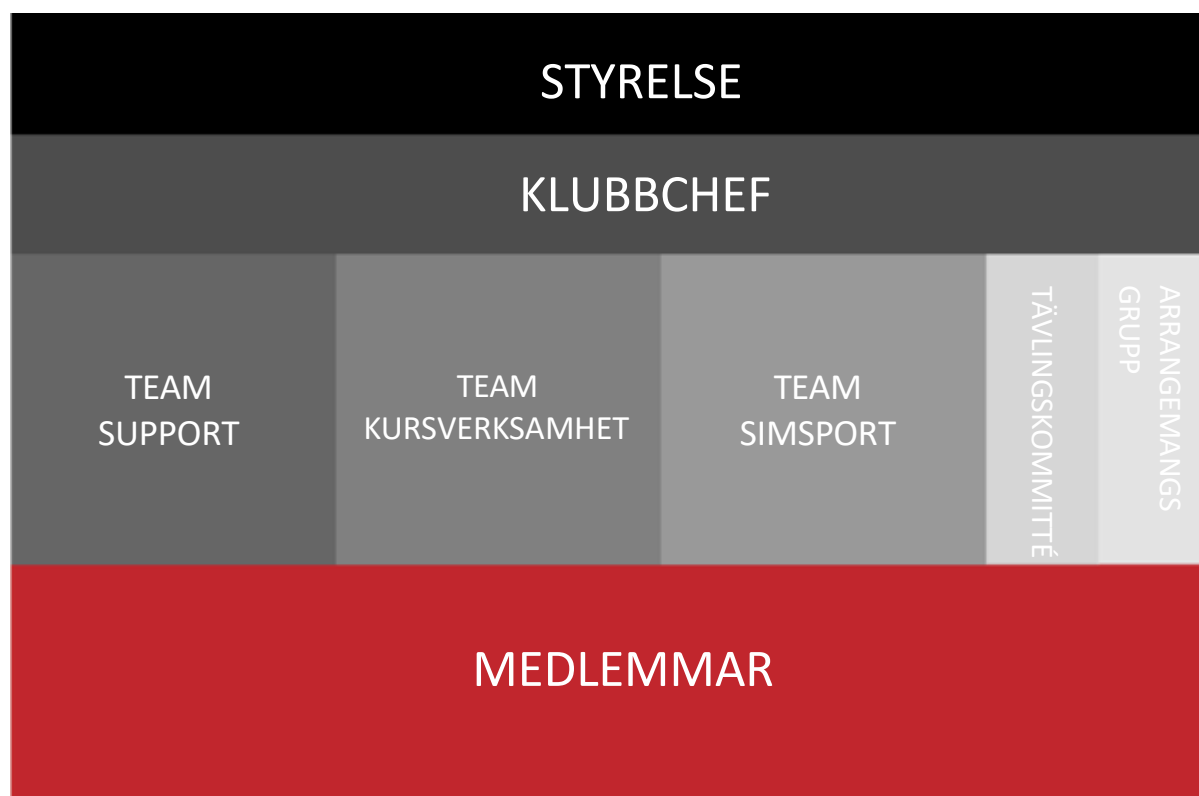 STYRELSE
KLUBBCHEF
TEAM
SUPPORT
TEAM
KURSVERKSAMHET
TEAM
SIMSPORT
TÄVLINGSKOMMITTÉ
ARRANGEMANGS
GRUPP
MEDLEMMAR